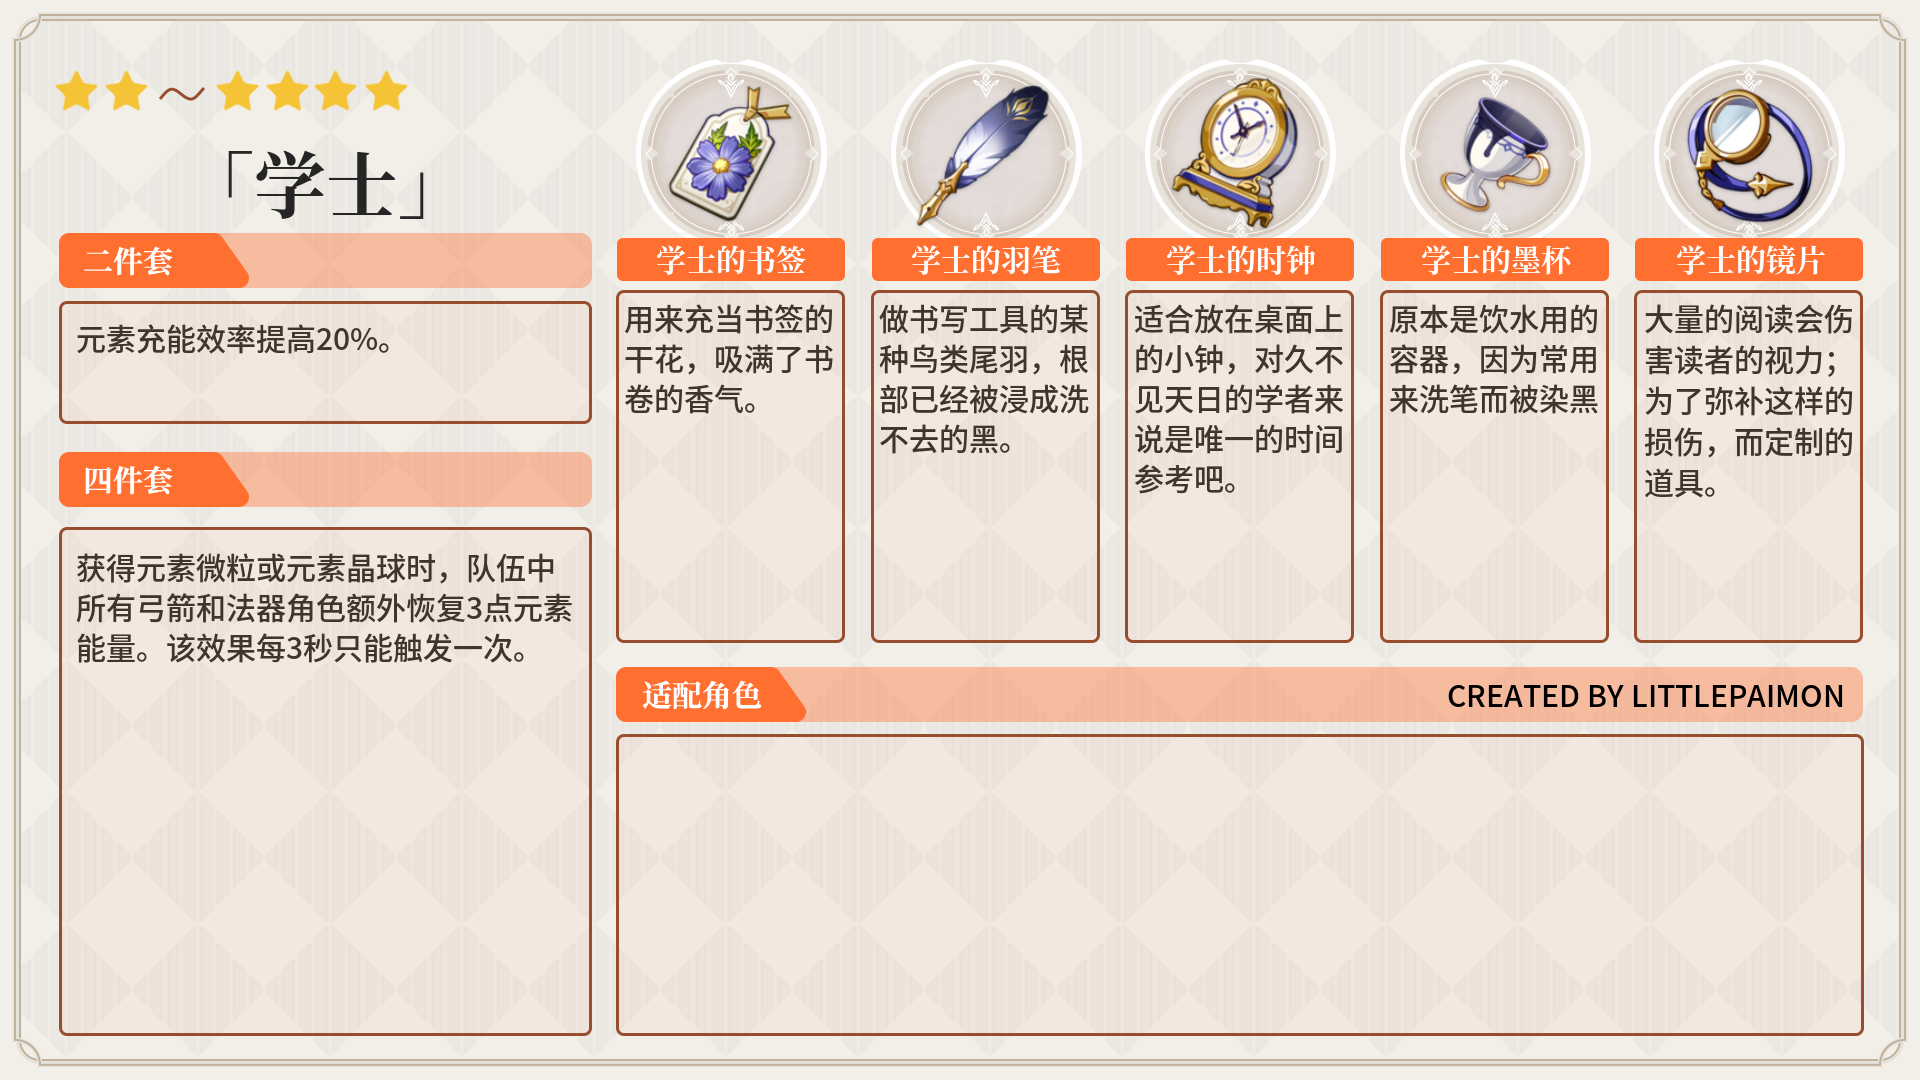 「学士」
二件套
元素充能效率提高20%。
四件套
获得元素微粒或元素晶球时，队伍中
所有弓箭和法器角色额外恢复3点元素
能量。该效果每3秒只能触发一次。
学士的书签
用来充当书签的
干花，吸满了书
卷的香气。
学士的羽笔
做书写工具的某
种鸟类尾羽，根
部已经被浸成洗
不去的黑。
学士的时钟
适合放在桌面上
的小钟，对久不
见天日的学者来
说是唯一的时间
参考吧。
学士的墨杯
原本是饮水用的
容器，因为常用
来洗笔而被染黑
学士的镜片
大量的阅读会伤
害读者的视力；
为了弥补这样的
损伤，而定制的
道具。
适配角色
CREATED BY LITTLEPAIMON